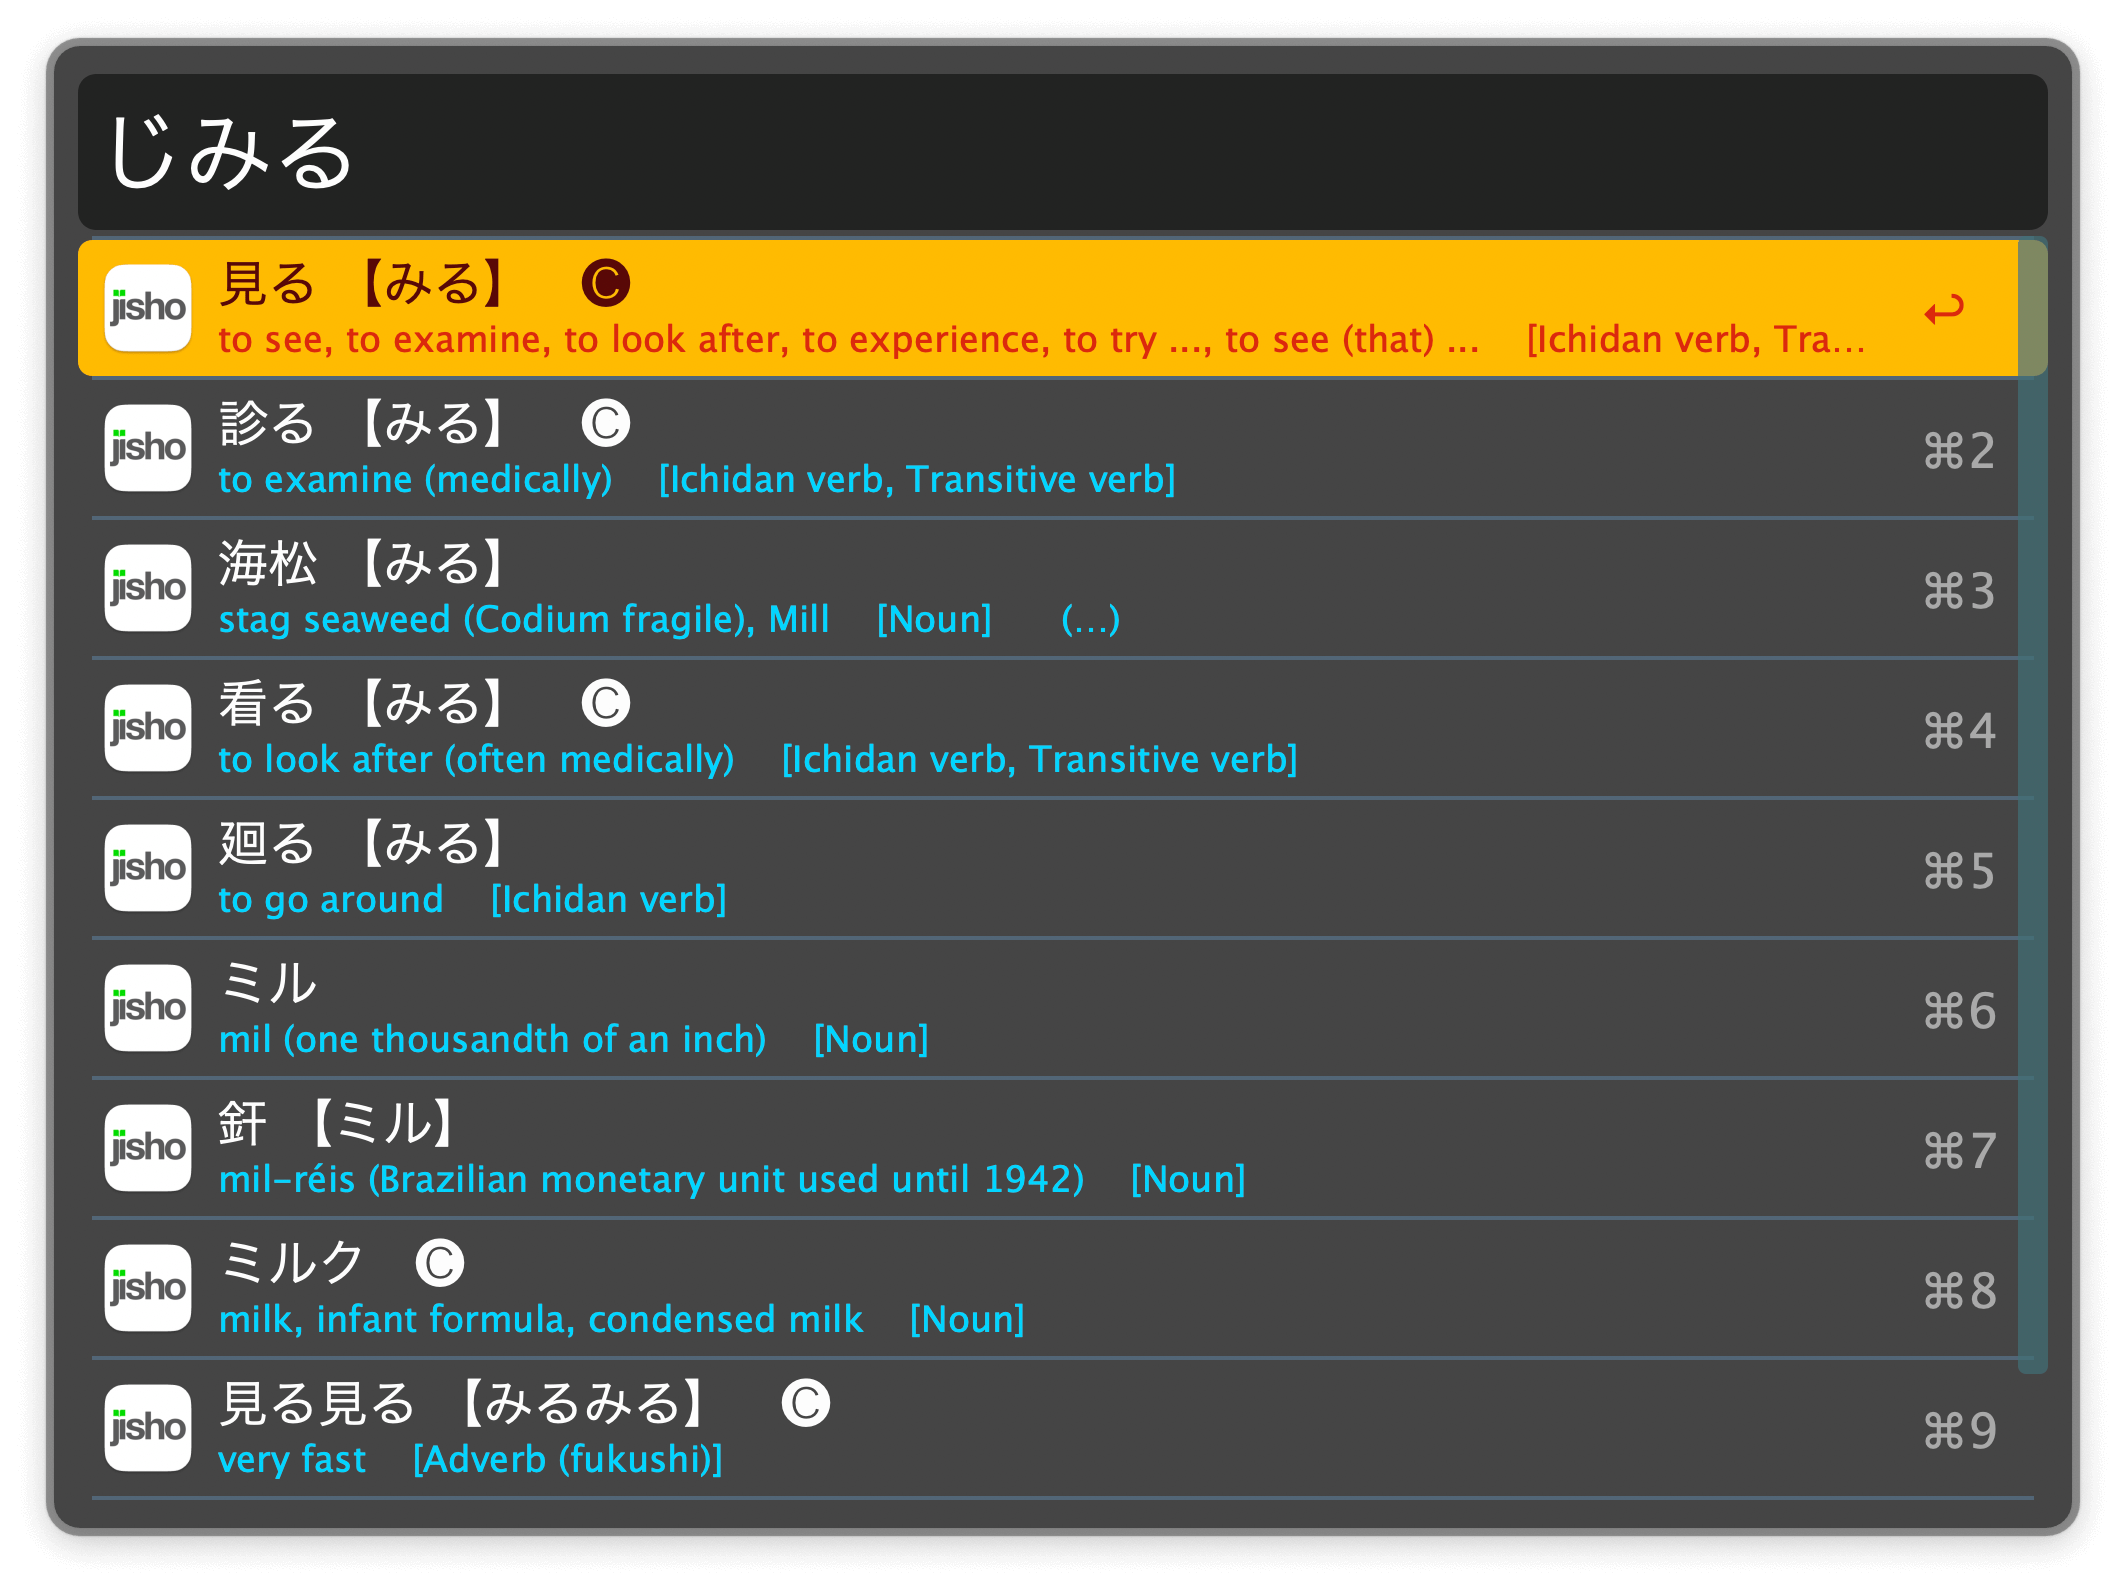 じみる
jisho
見る 【みる】 Ⓒ
to see, to examine, to look after, to experience, to try ..., to see (that) ... [Ichidan verb, Tra...
jisho
診る 【みる】 Ⓒ
⌘2
to examine (medically) [Ichidan verb, Transitive verb]
jisho
海松 【みる】
⌘3
stag seaweed (Codium fragile), Mill [Noun] (...)
jisho
看る 【みる】 Ⓒ
⌘4
to look after (often medically) [Ichidan verb, Transitive verb]
jisho
廻る 【みる】
⌘5
to go around [Ichidan verb]
jisho
ミル
⌘6
mil (one thousandth of an inch) [Noun]
jisho
釬 【ミル】
⌘7
mil-réis (Brazilian monetary unit used until 1942) [Noun]
jisho
ミルク Ⓒ
⌘8
milk, infant formula, condensed milk [Noun]
jisho
見る見る 【みるみる】 Ⓒ
⌘9
very fast [Adverb (fukushi)]